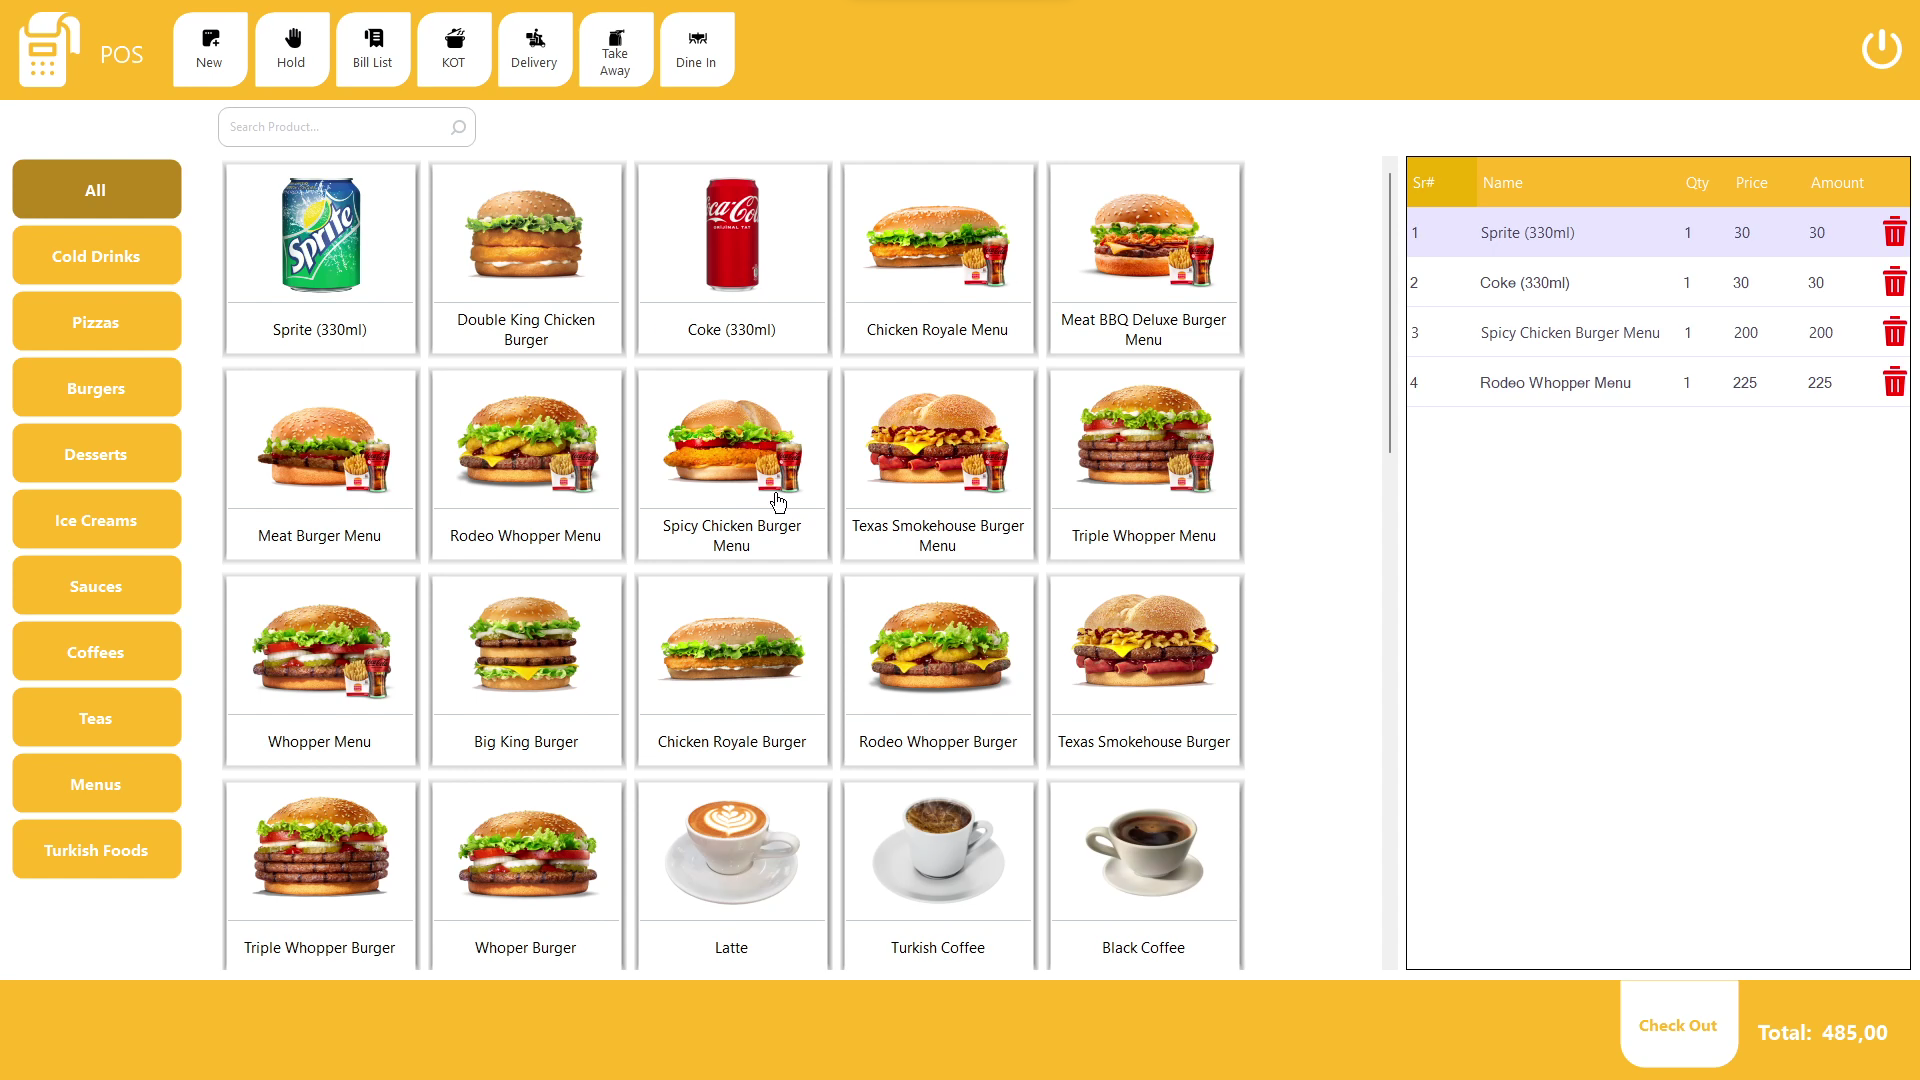 POS
New
Hold
Bill List
KOT
Delivery
Take
Away
Dine In
Search Product...
All
Cold Drinks
Pizzas
Burgers
Desserts
Ice Creams
Sauces
Coffees
Teas
Menus
Turkish Foods
Sprite
Sprite (330ml)
Double King Chicken
Burger
Coca-Cola
ORİJİNAL TAT
Coke (330ml)
Chicken Royale Menu
Meat BBQ Deluxe Burger
Menu
Meat Burger Menu
Rodeo Whopper Menu
Spicy Chicken Burger
Menu
Texas Smokehouse Burger
Menu
Triple Whopper Menu
Whopper Menu
Big King Burger
Chicken Royale Burger
Rodeo Whopper Burger
Texas Smokehouse Burger
Triple Whopper Burger
Whoper Burger
Latte
Turkish Coffee
Black Coffee
Sr# Name Qty Price Amount
1 Sprite (330ml) 1 30 30
2 Coke (330ml) 1 30 30
3 Spicy Chicken Burger Menu 1 200 200
4 Rodeo Whopper Menu 1 225 225
Check Out
Total: 485,00